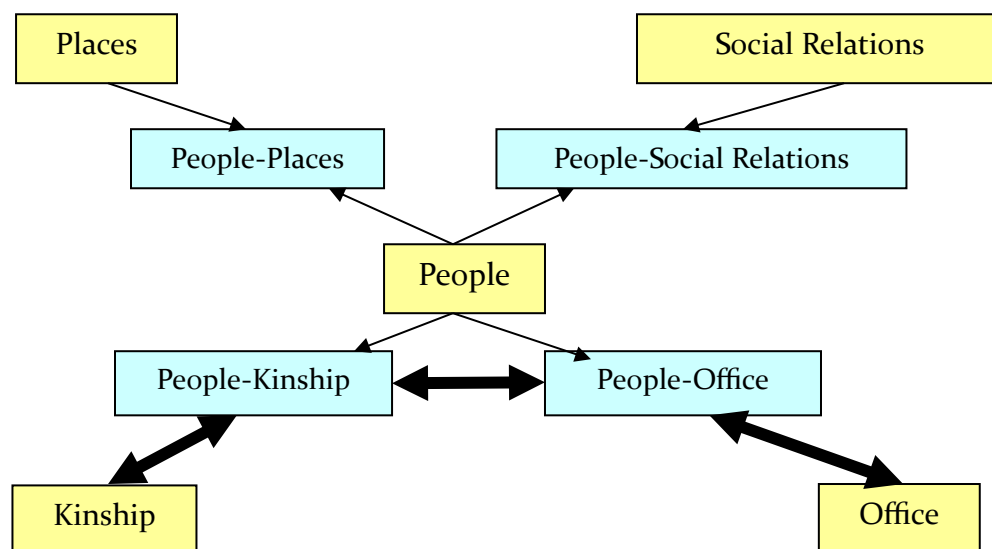 Places
Social Relations
People-Places
People-Social Relations
People
People-Kinship
People-Office
Kinship
Office